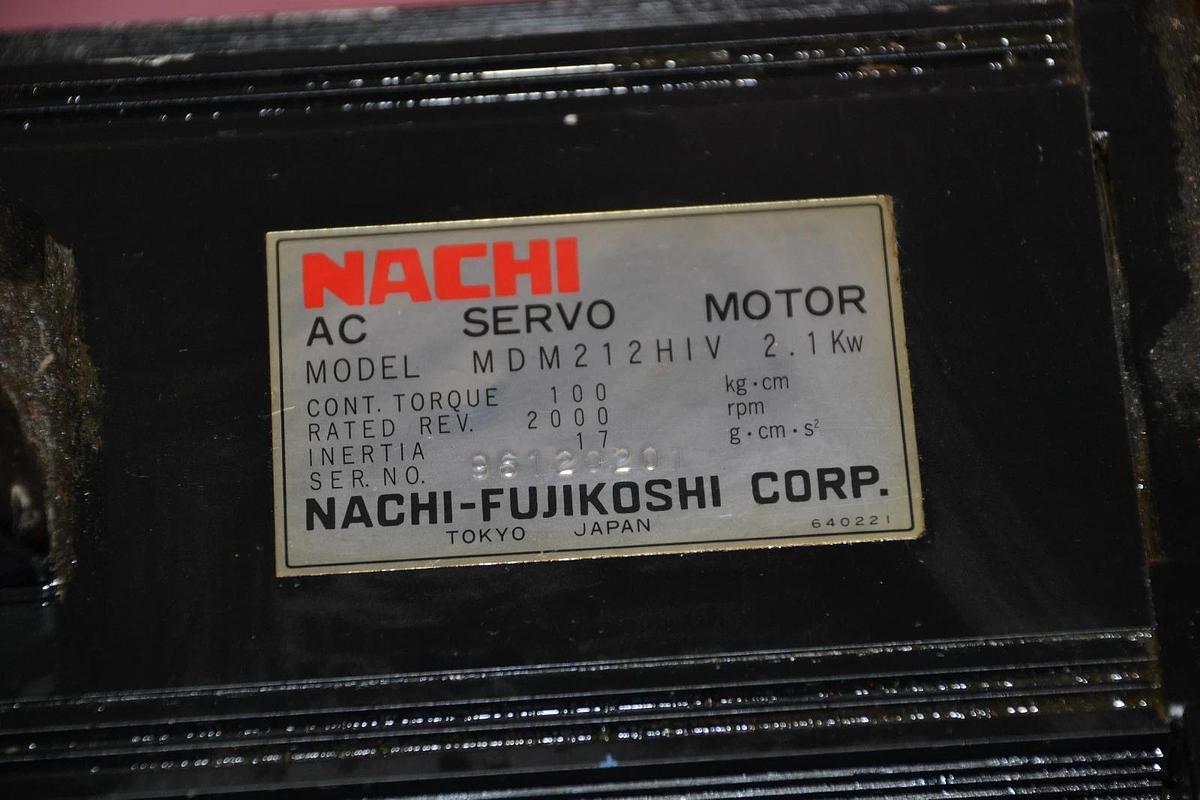 NACHI
AC SERVO MOTOR
MODEL MDM212HIV 2.1Kw
CONT. TORQUE 100 kg·cm
RATED REV. 2000 rpm
INERTIA 17 g·cm·s²
SER. NO.
NACHI-FUJIKOSHI CORP.
TOKYO JAPAN 640221